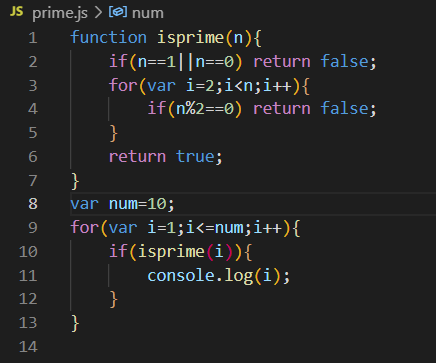 JS prime.js > num
1 function isprime(n){
2     if(n==1||n==0) return false;
3     for(var i=2;i<n;i++){
4         if(n%2==0) return false;
5     }
6     return true;
7 }
8 var num=10;
9 for(var i=1;i<=num;i++){
10     if(isprime(i)){
11         console.log(i);
12     }
13 }
14